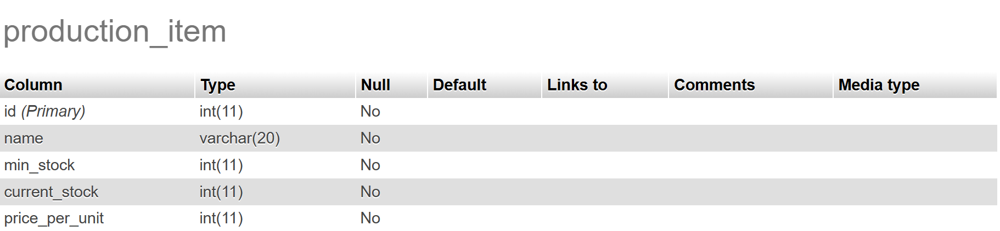 production_item
Column Type Null Default Links to Comments Media type
id (Primary) int(11) No
name varchar(20) No
min_stock int(11) No
current_stock int(11) No
price_per_unit int(11) No